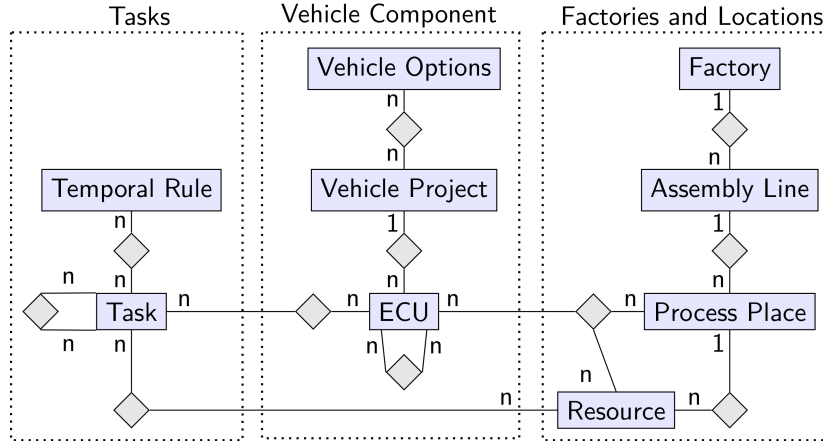 Tasks
Vehicle Component
Factories and Locations
Vehicle Options
Factory
n
1
n
n
Temporal Rule
Vehicle Project
Assembly Line
n
1
1
n
n
n
n
Task
n
n
ECU
n
n
Process Place
n
n
n
n
1
n
n
n
Resource